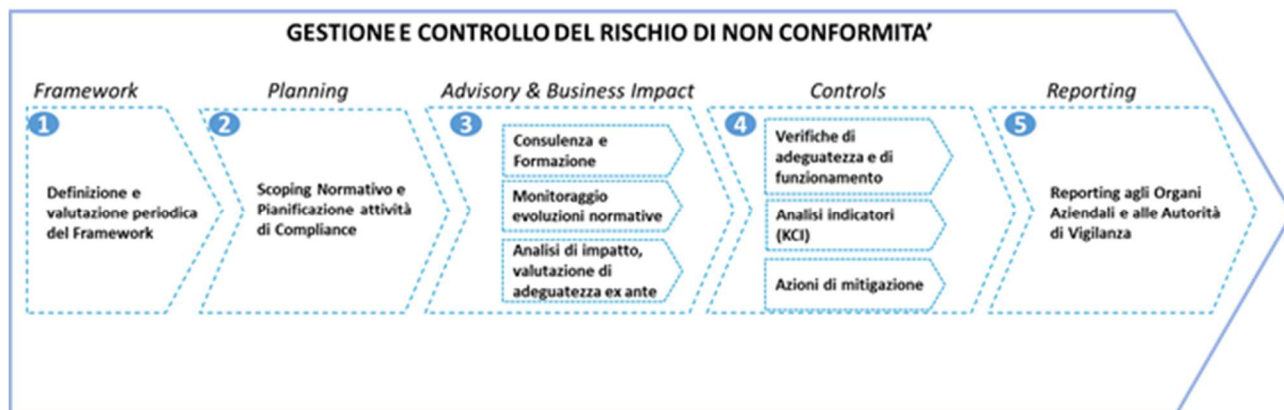 GESTIONE E CONTROLLO DEL RISCHIO DI NON CONFORMITA'
Framework
1
Definizione e
valutazione periodica
del Framework
Planning
2
Scoping Normativo e
Pianificazione attività
di Compliance
Advisory & Business Impact
3
Consulenza e
Formazione
Monitoraggio
evoluzioni normative
Analisi di impatto,
valutazione di
adeguatezza ex ante
Controls
4
Verifiche di
adeguatezza e di
funzionamento
Analisi indicatori
(KCI)
Azioni di mitigazione
Reporting
5
Reporting agli Organi
Aziendali e alle Autorità
di Vigilanza